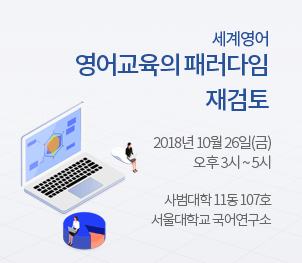 세계영어
영어교육의 패러다임
재검토
2018년 10월 26일(금)
오후 3시 ~ 5시
사범대학 11동 107호
서울대학교 국어연구소